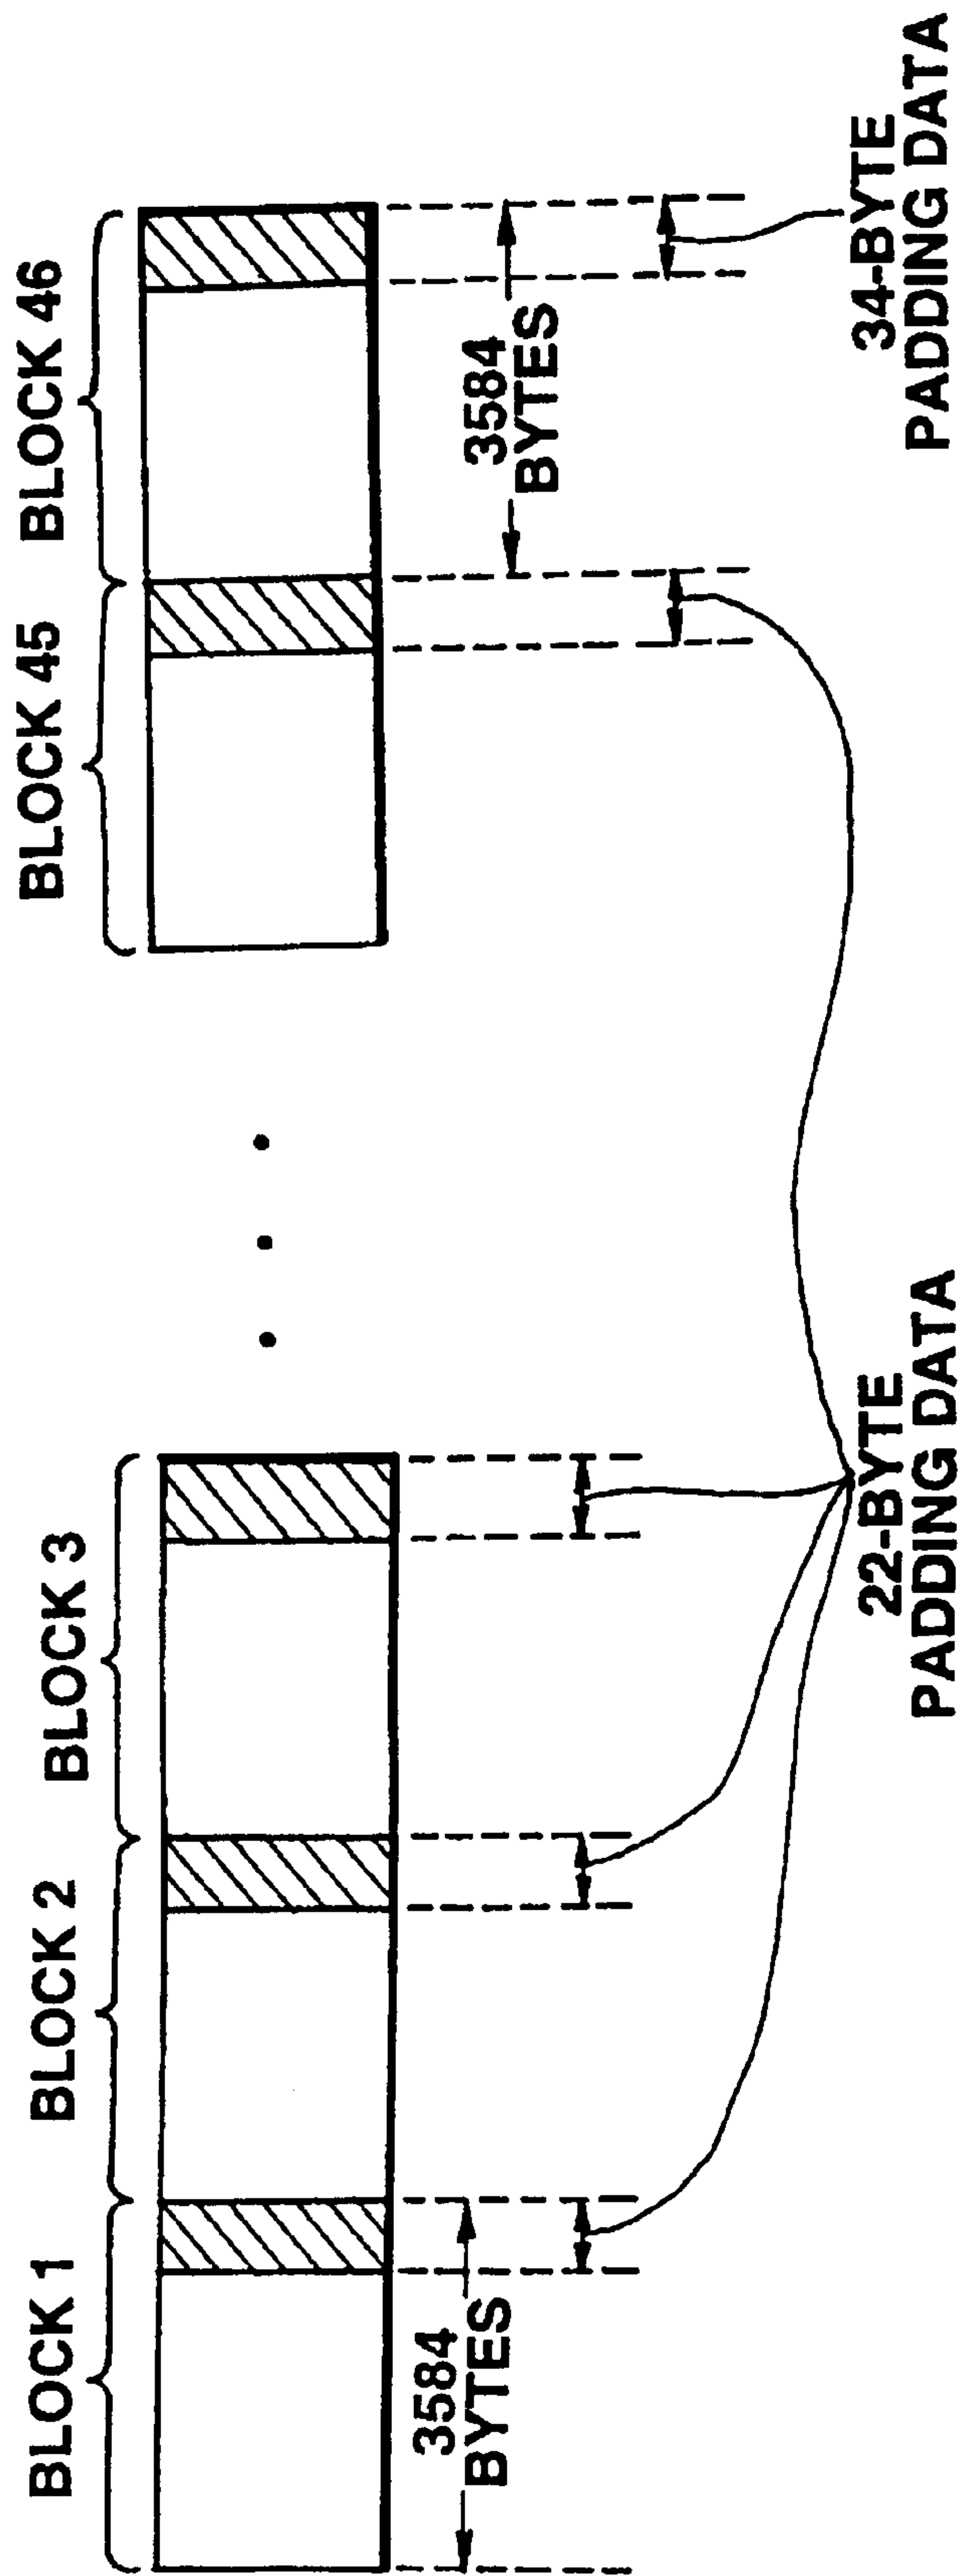 BLOCK 1
BLOCK 2
BLOCK 3
BLOCK 45
BLOCK 46
3584
BYTES
3584
BYTES
22-BYTE
PADDING DATA
34-BYTE
PADDING DATA